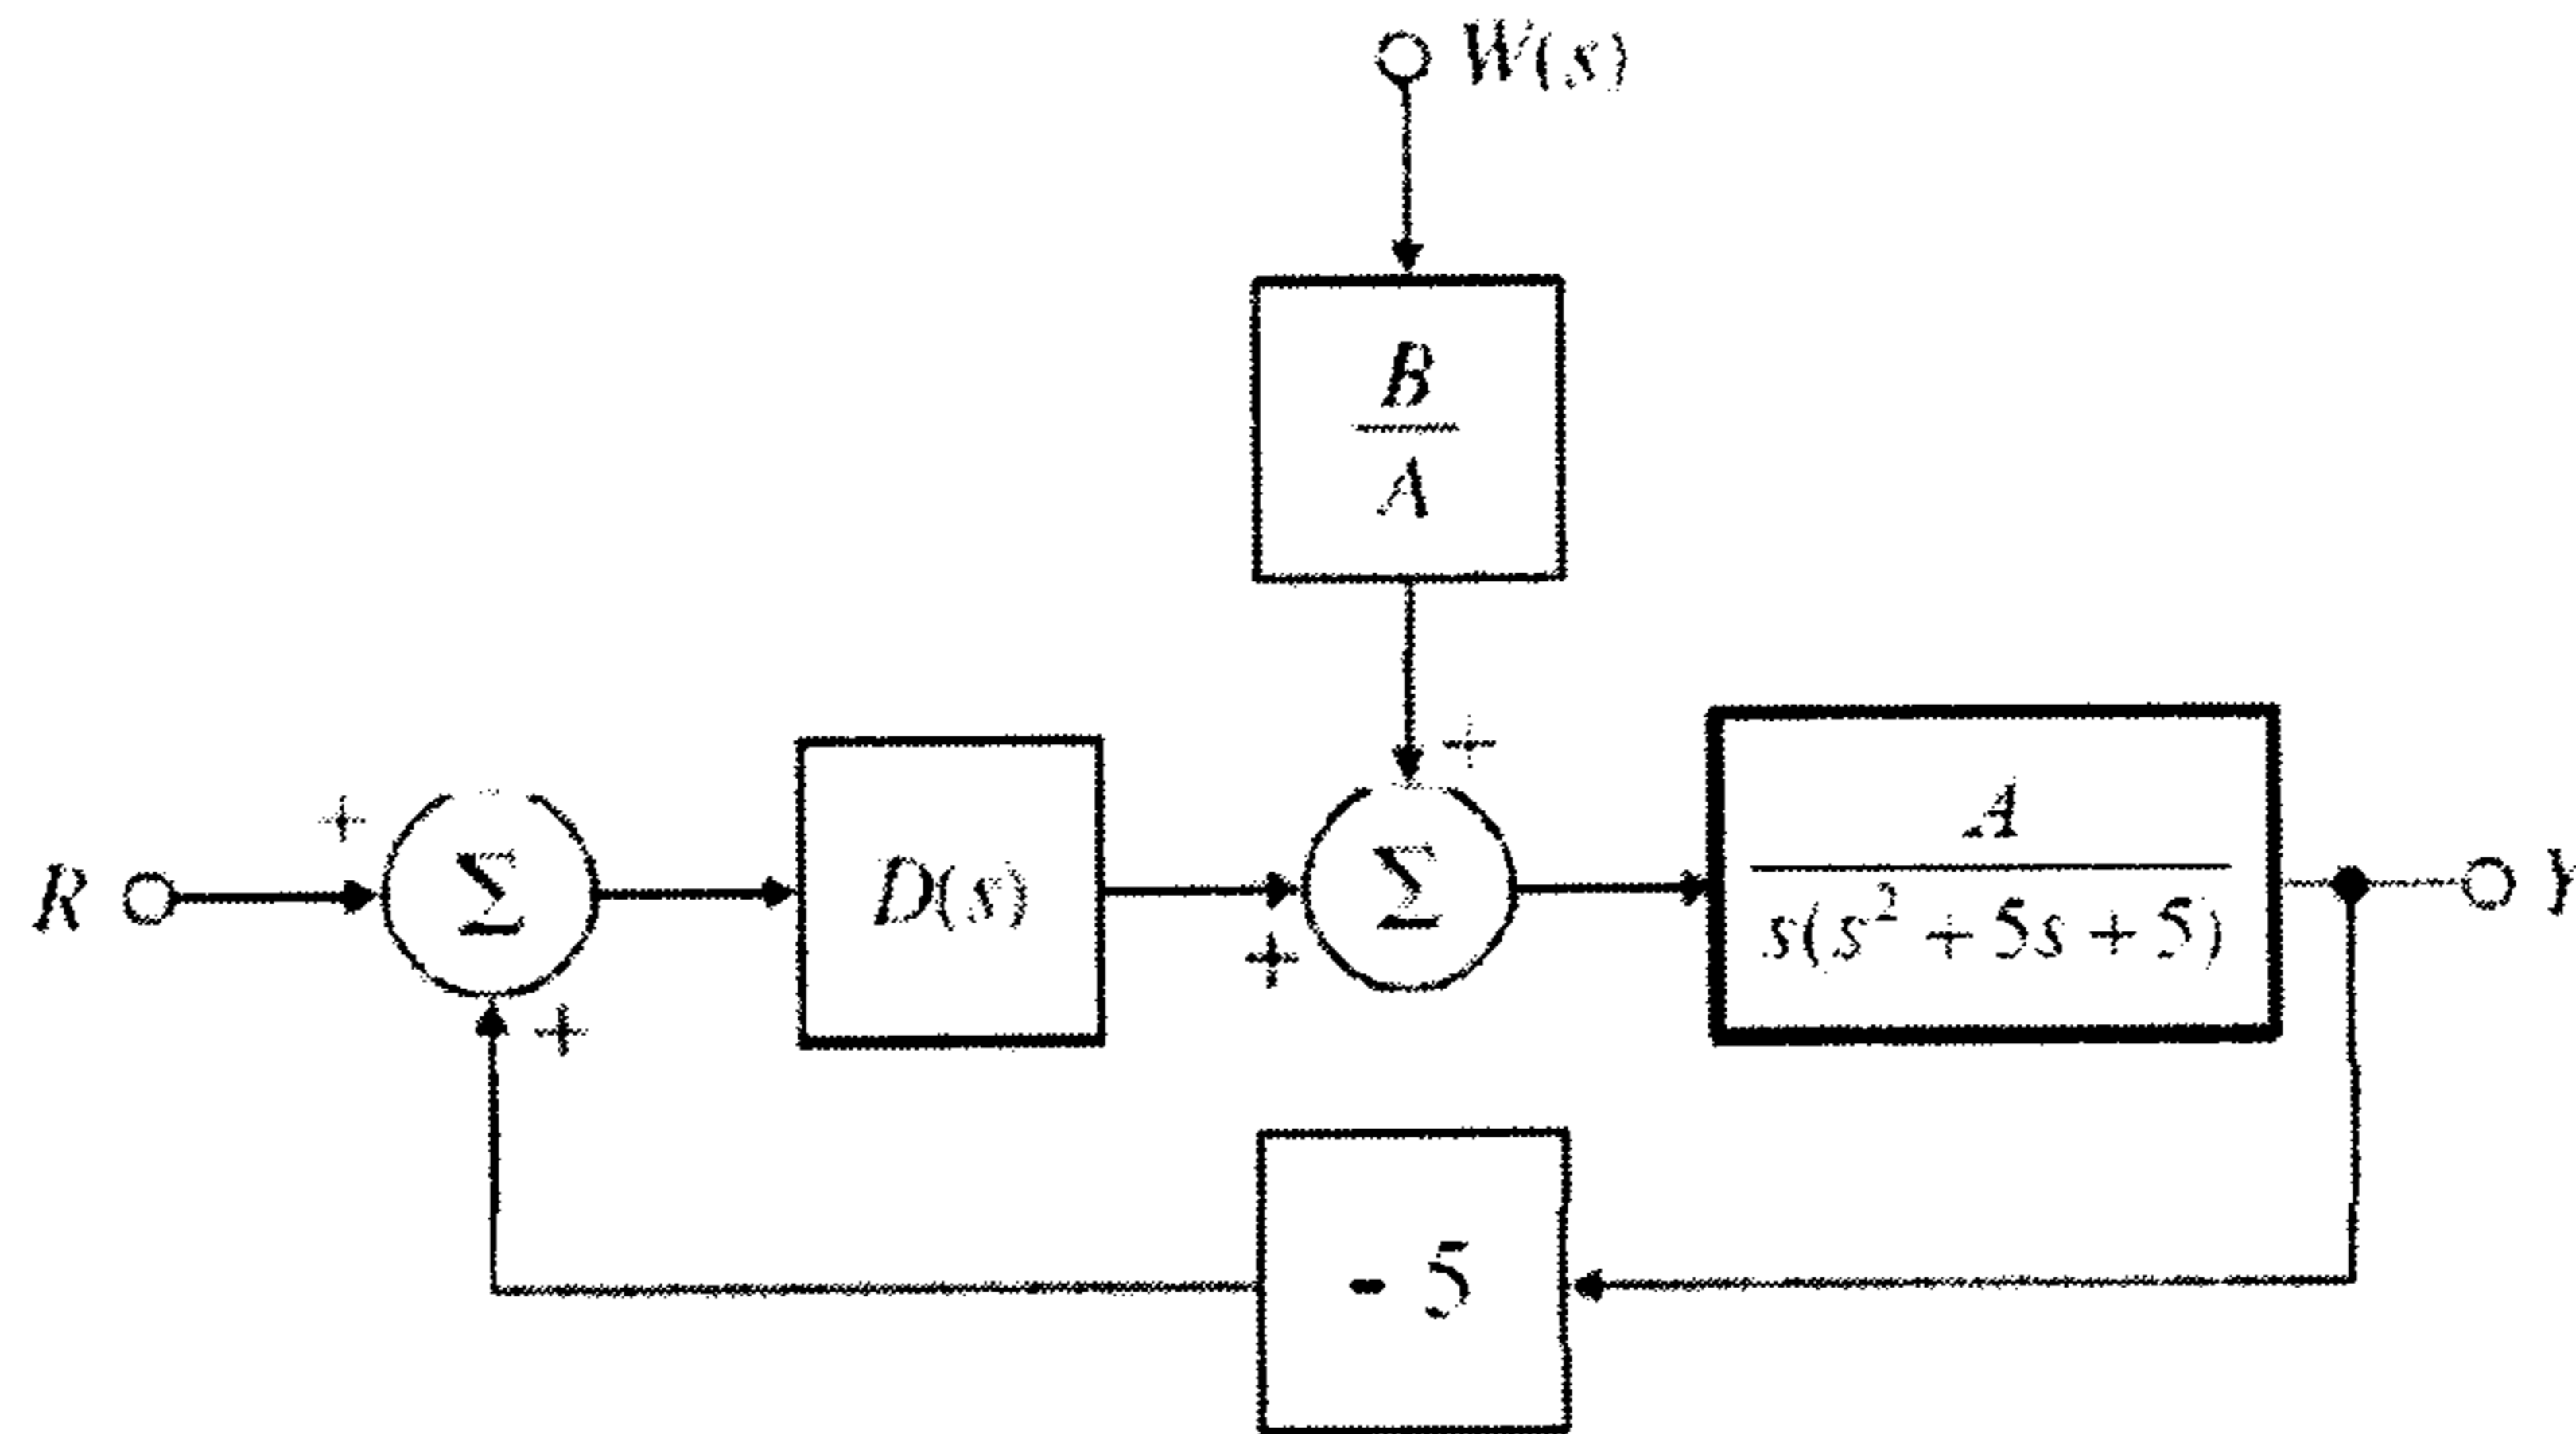 W(s)
B
A
+
+
A
R
Σ
D(s)
Σ
s(s² + 5s + 5)
Y
+
+
- 5